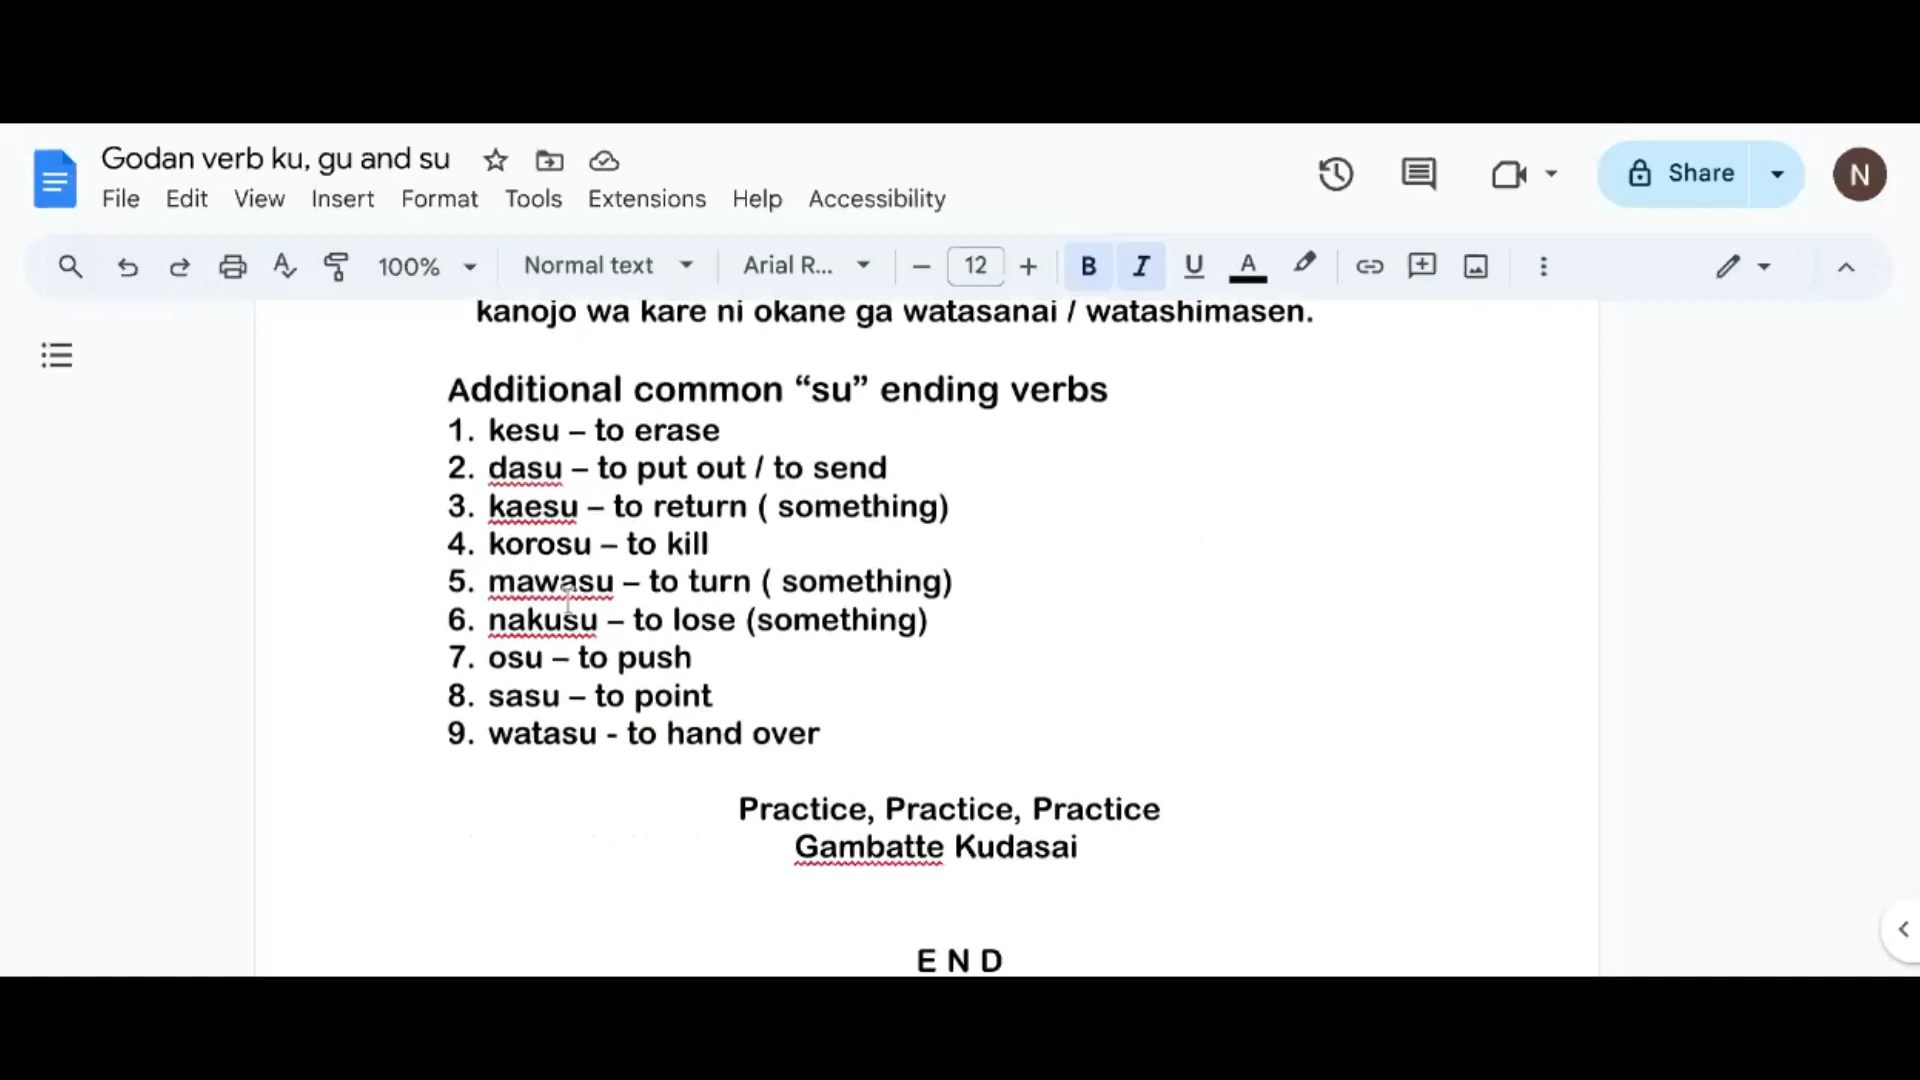 Godan verb ku, gu and su
File Edit View Insert Format Tools Extensions Help Accessibility
Share
N
100% Normal text Arial R... 12 B I U A
kanojo wa kare ni okane ga watasanai / watashimasen.
Additional common “su” ending verbs
1. kesu – to erase
2. dasu – to put out / to send
3. kaesu – to return ( something)
4. korosu – to kill
5. mawasu – to turn ( something)
6. nakusu – to lose (something)
7. osu – to push
8. sasu – to point
9. watasu - to hand over
Practice, Practice, Practice
Gambatte Kudasai
E N D